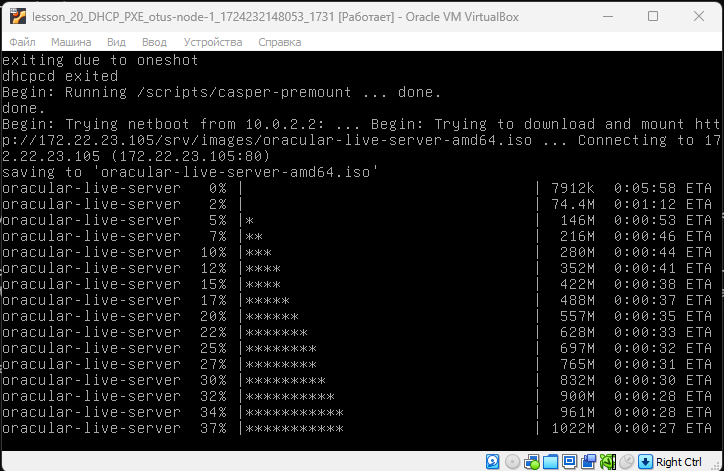 lesson_20_DHCP_PXE_otus-node-1_1724232148053_1731 [Работает] - Oracle VM VirtualBox
Файл Машина Вид Ввод Устройства Справка
exiting due to oneshot
dhcpcd exited
Begin: Running /scripts/casper-premount ... done.
done.
Begin: Trying netboot from 10.0.2.2: ... Begin: Trying to download and mount htt
p://172.22.23.105/srv/images/oracular-live-server-amd64.iso ... Connecting to 17
2.22.23.105 (172.22.23.105:80)
saving to 'oracular-live-server-amd64.iso'
oracular-live-server   0% |                                | 7912k  0:05:58 ETA
oracular-live-server   2% |                                | 74.4M  0:01:12 ETA
oracular-live-server   5% |*                               |  146M  0:00:53 ETA
oracular-live-server   7% |**                              |  216M  0:00:46 ETA
oracular-live-server  10% |***                             |  280M  0:00:44 ETA
oracular-live-server  12% |****                            |  352M  0:00:41 ETA
oracular-live-server  15% |****                            |  422M  0:00:38 ETA
oracular-live-server  17% |*****                           |  488M  0:00:37 ETA
oracular-live-server  20% |******                          |  557M  0:00:35 ETA
oracular-live-server  22% |*******                         |  628M  0:00:33 ETA
oracular-live-server  25% |********                        |  697M  0:00:32 ETA
oracular-live-server  27% |********                        |  765M  0:00:31 ETA
oracular-live-server  30% |*********                       |  832M  0:00:30 ETA
oracular-live-server  32% |**********                      |  900M  0:00:28 ETA
oracular-live-server  34% |***********                     |  961M  0:00:28 ETA
oracular-live-server  37% |***********                     | 1022M  0:00:27 ETA
Right Ctrl